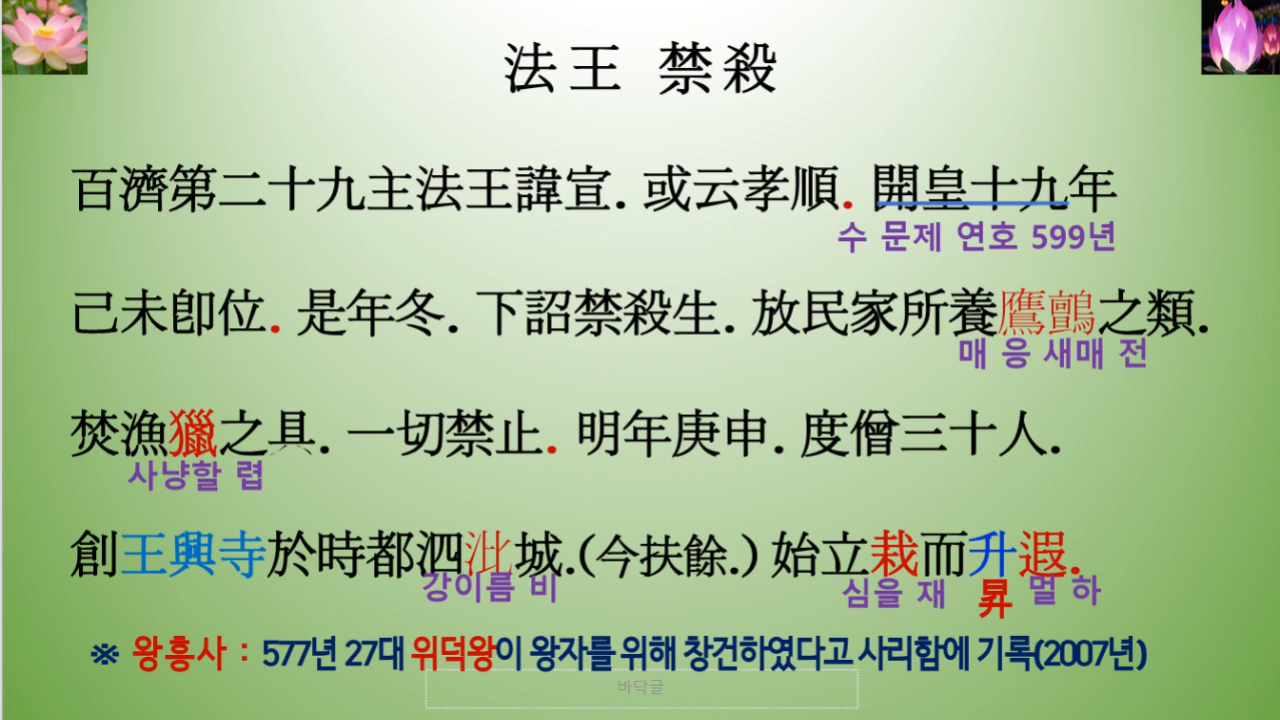 法王 禁殺
百濟第二十九主法王諱宣. 或云孝順. 開皇十九年
수 문제 연호 599년
己未卽位. 是年冬. 下詔禁殺生. 放民家所養鷹鸇之類.
매 응 새매 전
焚漁獵之具. 一切禁止. 明年庚申. 度僧三十人.
사냥할 렵
創王興寺於時都泗沘城.(今扶餘.) 始立栽而升遐.
강이름 비 심을 재 昇 멀 하
※ 왕흥사 : 577년 27대 위덕왕이 왕자를 위해 창건하였다고 사리함에 기록(2007년)
바닥글